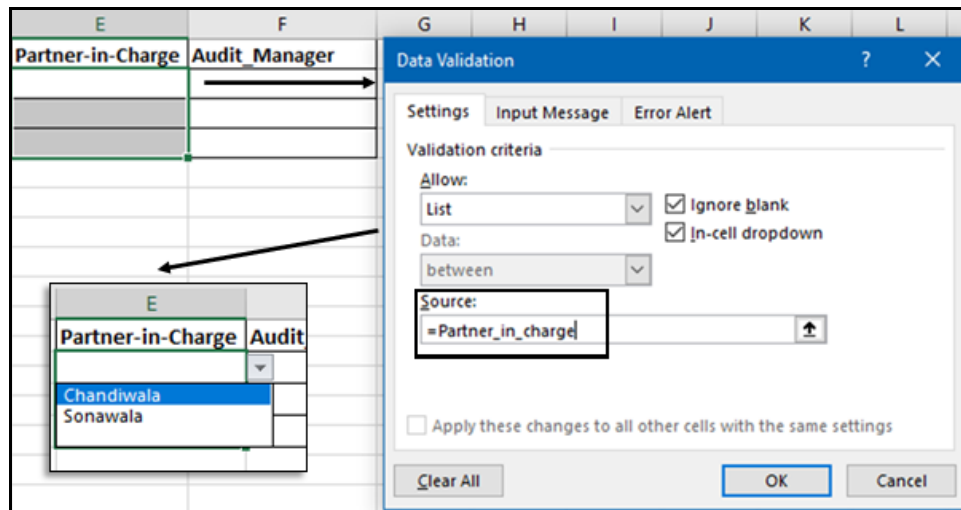 E F G H I J K L
Partner-in-Charge Audit_Manager
Data Validation ? ×
Settings Input Message Error Alert
Validation criteria
Allow:
List
Ignore blank
Data:
In-cell dropdown
between
Source:
=Partner_in_charge
E
Partner-in-Charge Audit
Chandiwala
Sonawala
Apply these changes to all other cells with the same settings
Clear All OK Cancel